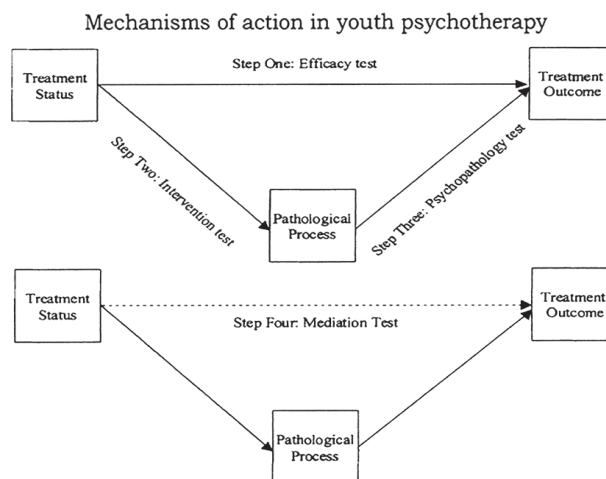 Mechanisms of action in youth psychotherapy
Step One: Efficacy test
Treatment
Status
Treatment
Outcome
Step Two: Intervention test
Step Three: Psychopathology test
Pathological
Process
Treatment
Status
Treatment
Outcome
Step Four: Mediation Test
Pathological
Process